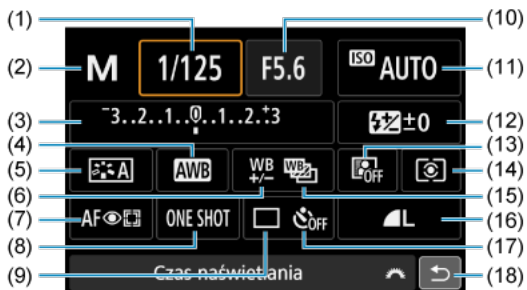 (1) (10)
(2) M 1/125 F5.6 ISO AUTO (11)
(3) -3..2..1..0..1..2..+3 ±0 (12)
(4) (13)
(5) A AWB WB +/- WB OFF (14)
(6) (15)
(7) AF ONE SHOT OFF L (16)
(8) (17)
(9) Czas naświetlania (18)